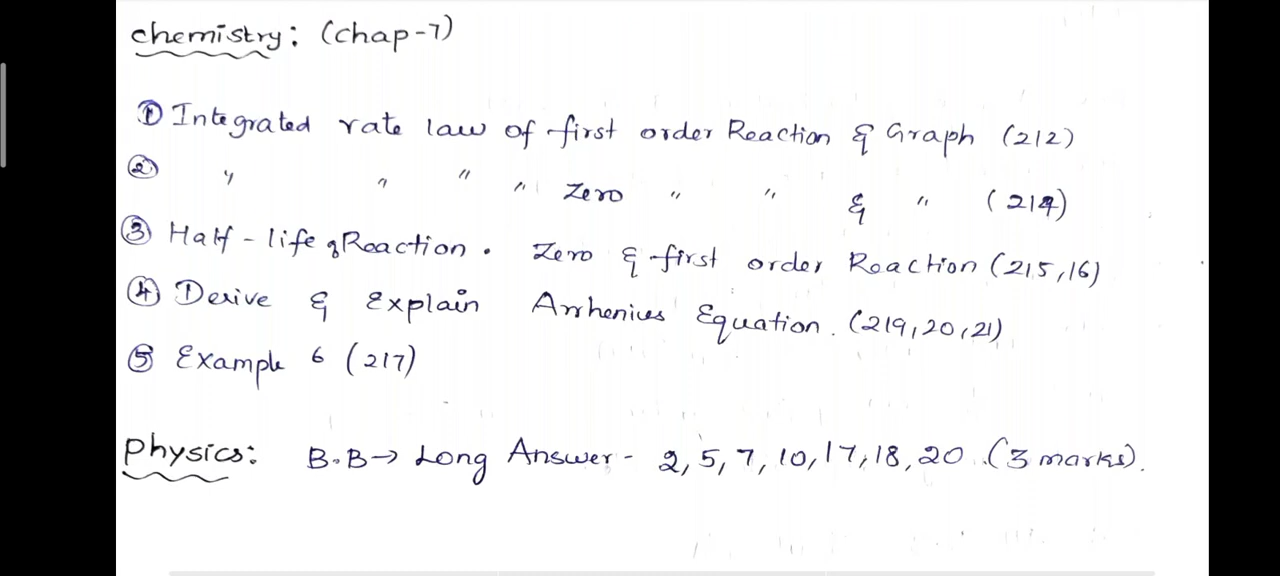 chemistry: (chap-7)
① Integrated rate law of first order Reaction & Graph (212)
② " " " " Zero " " & " (214)
③ Half-life of Reaction. Zero & first order Reaction (215,16)
④ Derive & Explain Arrhenius Equation. (219,20,21)
⑤ Example 6 (217)
Physics: B.B→ Long Answer - 2,5,7,10,17,18,20.(3 marks).